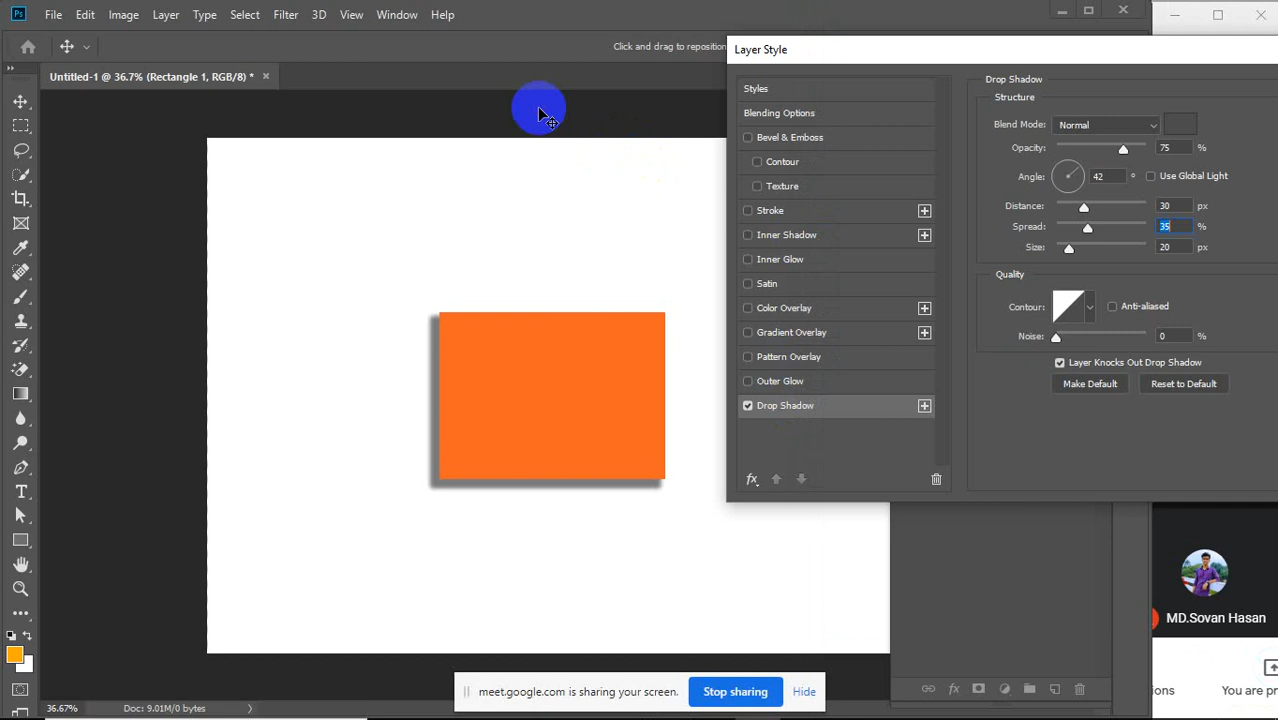 Ps File Edit Image Layer Type Select Filter 3D View Window Help
Click and drag to reposition
Untitled-1 @ 36.7% (Rectangle 1, RGB/8) *
Layer Style
Styles
Blending Options
Bevel & Emboss
Contour
Texture
Stroke
Inner Shadow
Inner Glow
Satin
Color Overlay
Gradient Overlay
Pattern Overlay
Outer Glow
Drop Shadow
fx
Drop Shadow
Structure
Blend Mode: Normal
Opacity: 75 %
Angle: 42 ° Use Global Light
Distance: 30 px
Spread: 35 %
Size: 20 px
Quality
Contour: Anti-aliased
Noise: 0 %
Layer Knocks Out Drop Shadow
Make Default Reset to Default
MD.Sovan Hasan
You are
meet.google.com is sharing your screen. Stop sharing Hide
fx
36.67% Doc: 9.01M/0 bytes